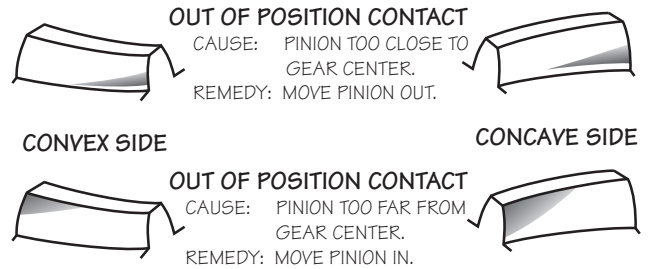 OUT OF POSITION CONTACT
CAUSE: PINION TOO CLOSE TO
GEAR CENTER.
REMEDY: MOVE PINION OUT.
CONVEX SIDE
CONCAVE SIDE
OUT OF POSITION CONTACT
CAUSE: PINION TOO FAR FROM
GEAR CENTER.
REMEDY: MOVE PINION IN.